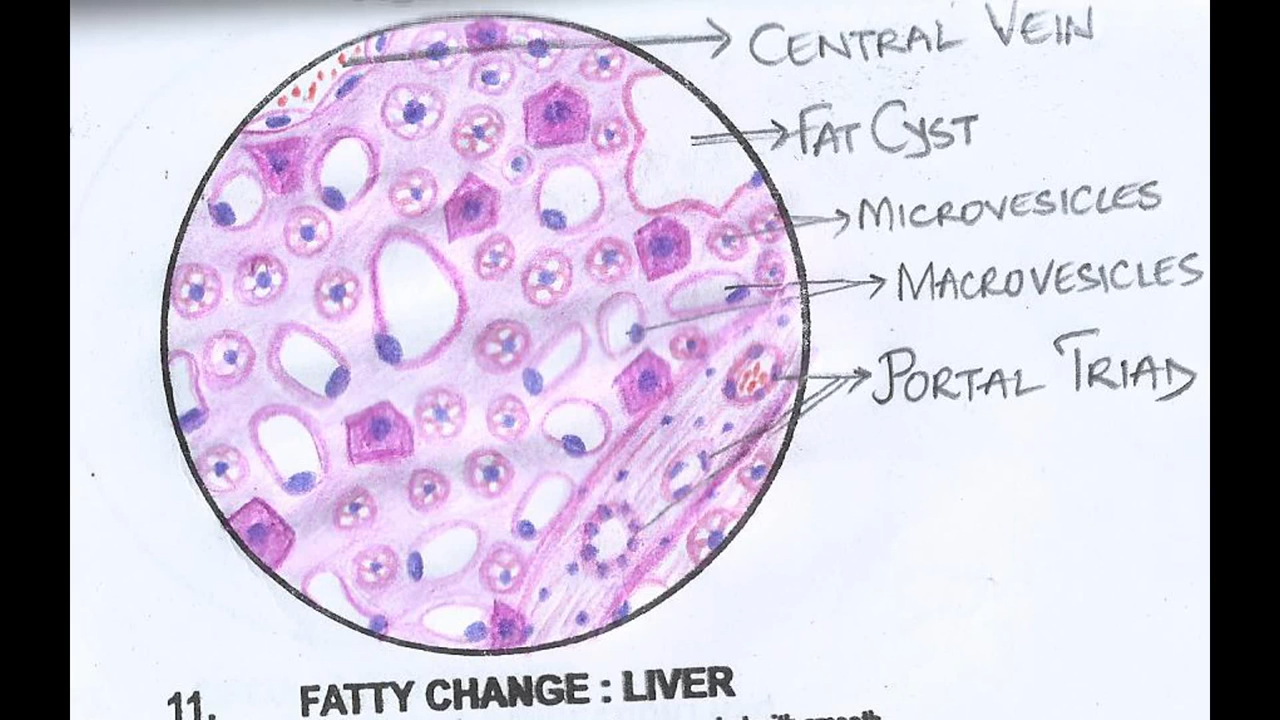 CENTRAL VEIN
FAT CYST
MICROVESICLES
MACROVESICLES
PORTAL TRIAD
11. FATTY CHANGE : LIVER